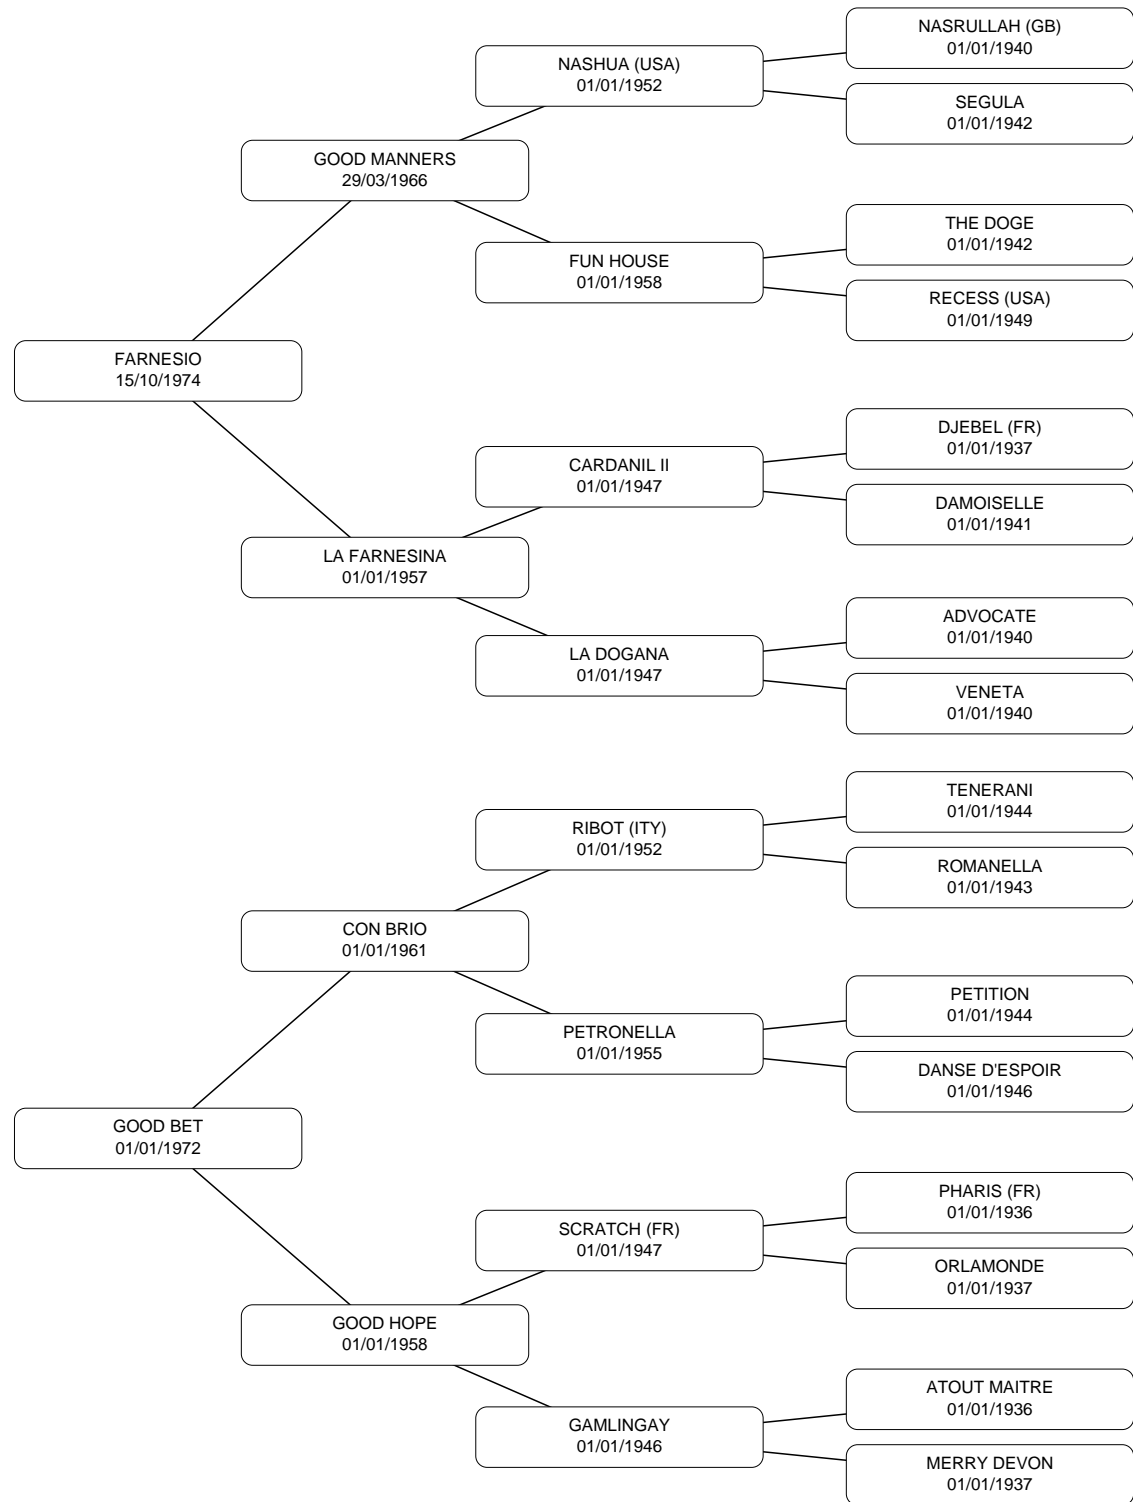 NASRULLAH (GB)
01/01/1940
NASHUA (USA)
01/01/1952
SEGULA
01/01/1942
GOOD MANNERS
29/03/1966
THE DOGE
01/01/1942
FUN HOUSE
01/01/1958
RECESS (USA)
01/01/1949
FARNESIO
15/10/1974
DJEBEL (FR)
01/01/1937
CARDANIL II
01/01/1947
DAMOISELLE
01/01/1941
LA FARNESINA
01/01/1957
ADVOCATE
01/01/1940
LA DOGANA
01/01/1947
VENETA
01/01/1940
TENERANI
01/01/1944
RIBOT (ITY)
01/01/1952
ROMANELLA
01/01/1943
CON BRIO
01/01/1961
PETITION
01/01/1944
PETRONELLA
01/01/1955
DANSE D'ESPOIR
01/01/1946
GOOD BET
01/01/1972
PHARIS (FR)
01/01/1936
SCRATCH (FR)
01/01/1947
ORLAMONDE
01/01/1937
GOOD HOPE
01/01/1958
ATOUT MAITRE
01/01/1936
GAMLINGAY
01/01/1946
MERRY DEVON
01/01/1937